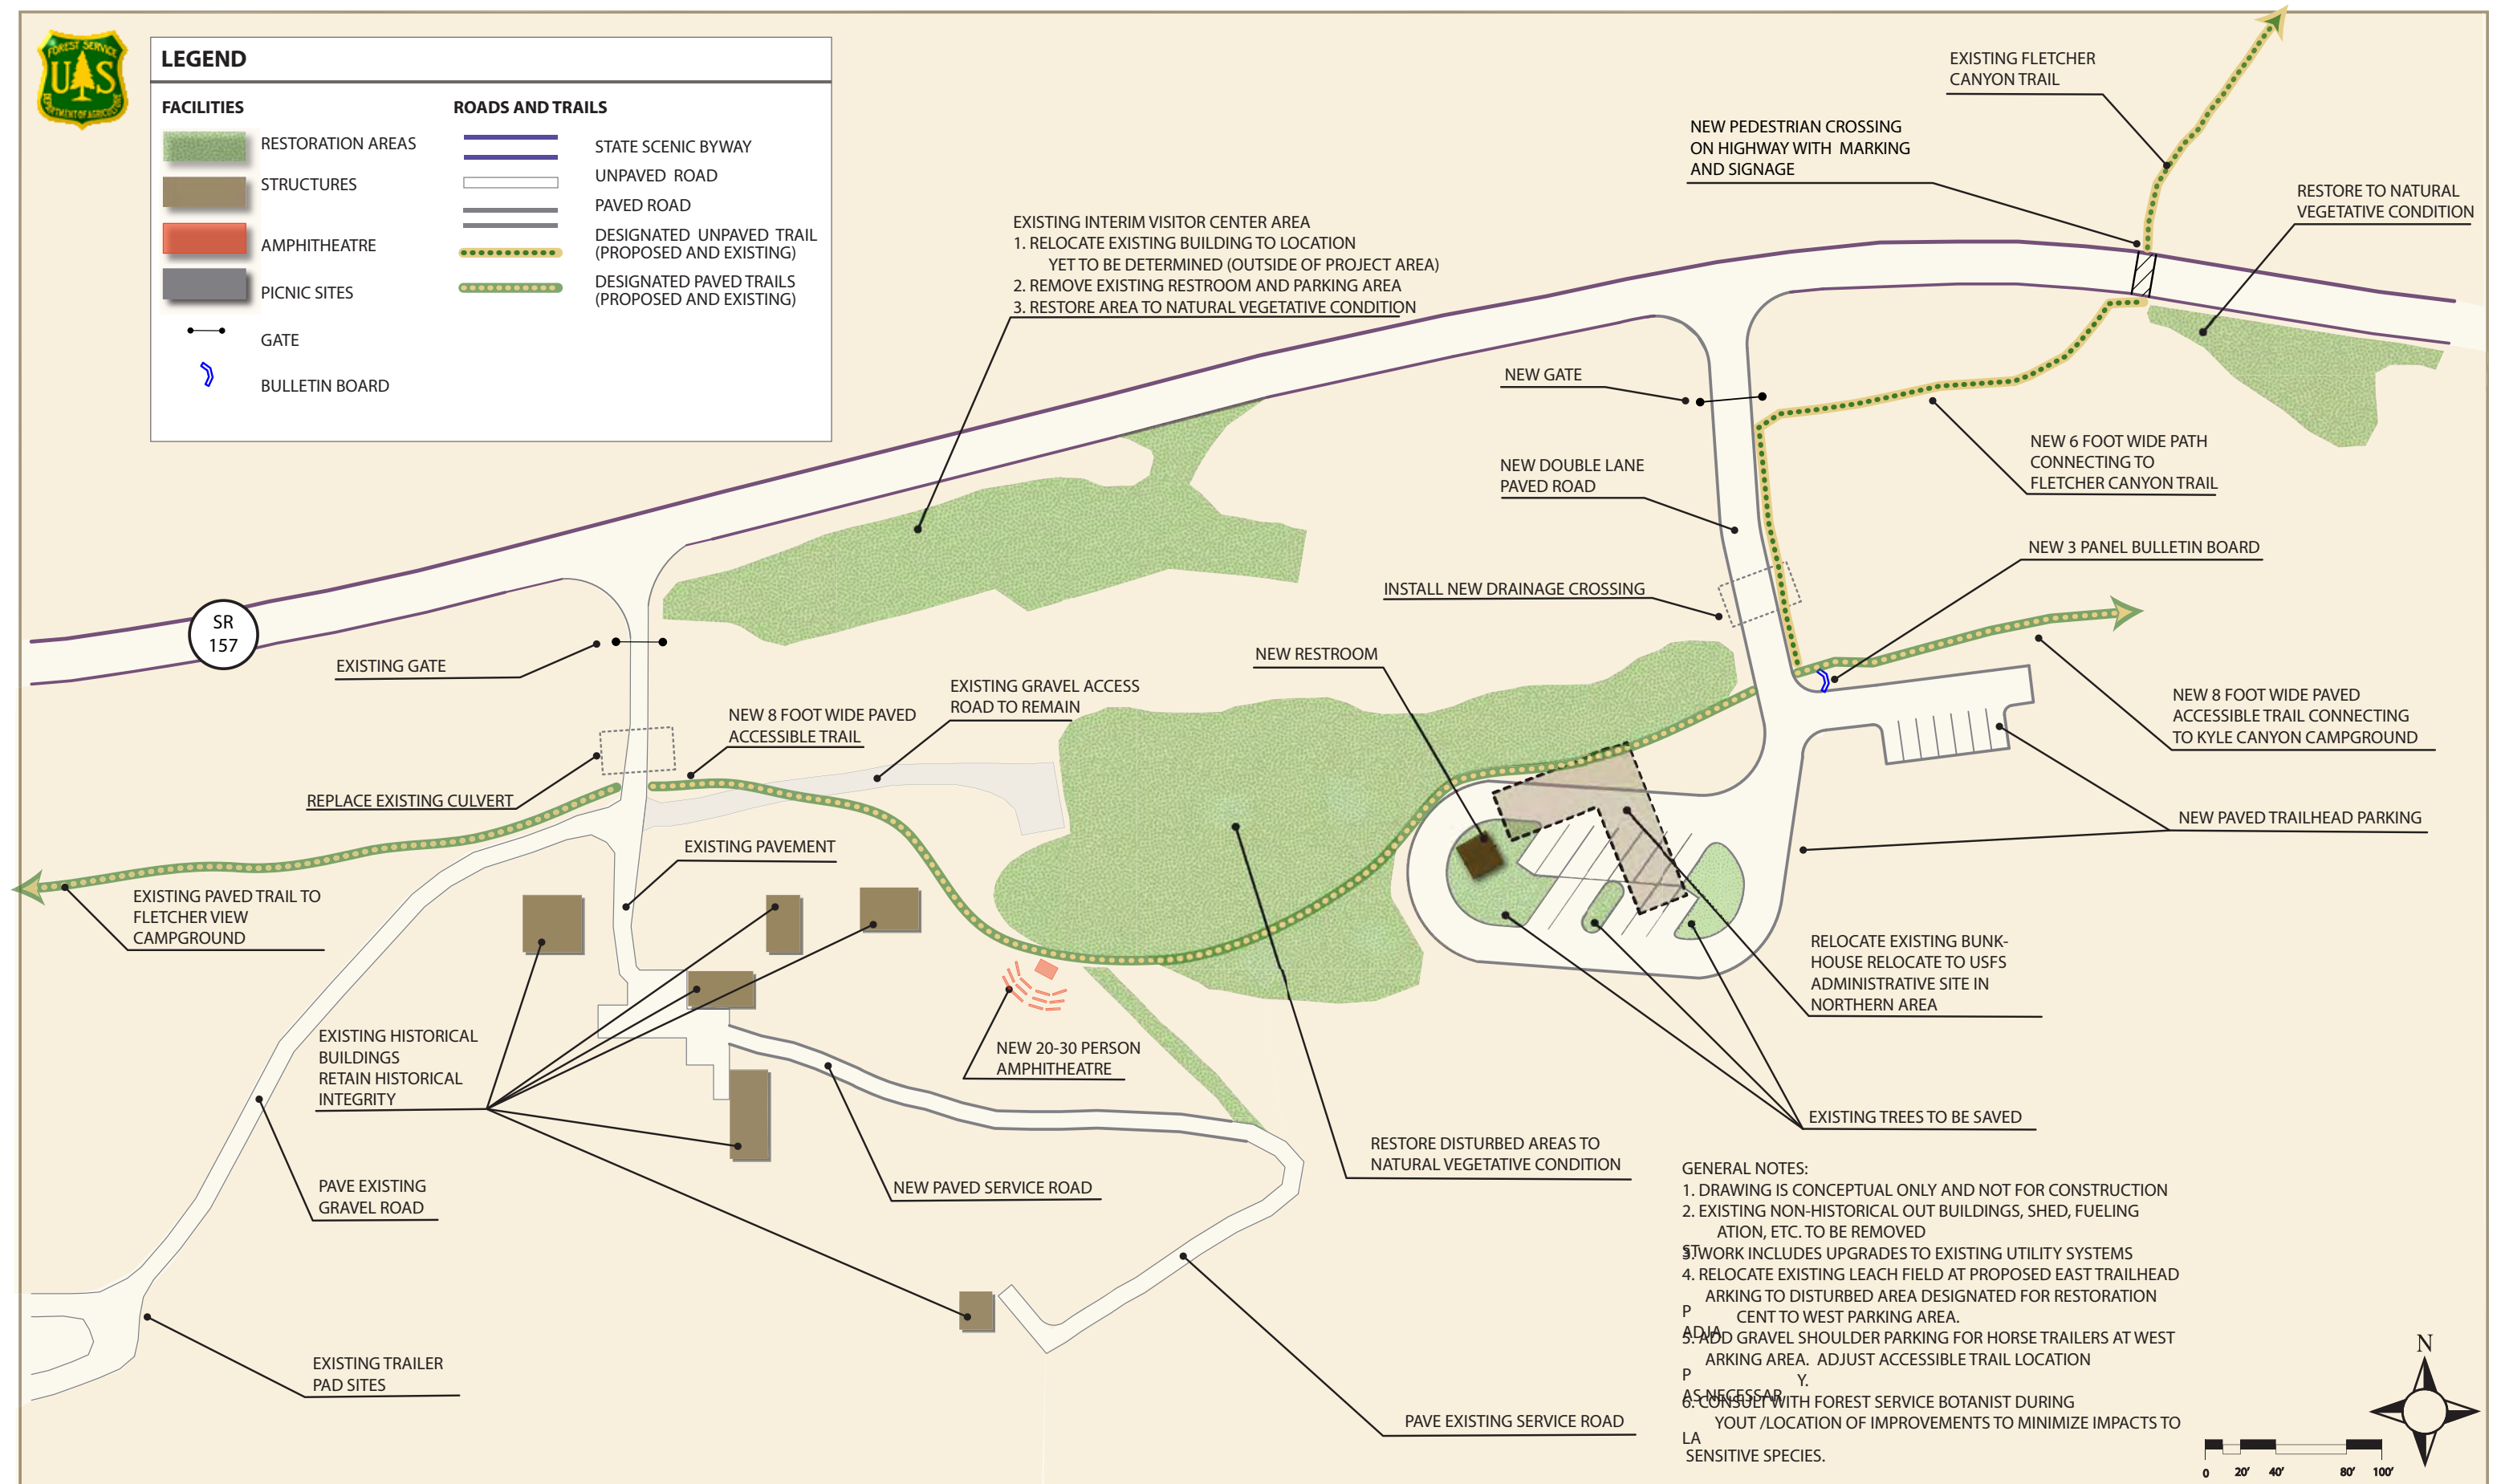 FOREST SERVICE
U S
DEPARTMENT OF AGRICULTURE
LEGEND
FACILITIES
RESTORATION AREAS
STRUCTURES
AMPHITHEATRE
PICNIC SITES
GATE
BULLETIN BOARD
ROADS AND TRAILS
STATE SCENIC BYWAY
UNPAVED ROAD
PAVED ROAD
DESIGNATED UNPAVED TRAIL
(PROPOSED AND EXISTING)
DESIGNATED PAVED TRAILS
(PROPOSED AND EXISTING)
EXISTING FLETCHER
CANYON TRAIL
NEW PEDESTRIAN CROSSING
ON HIGHWAY WITH MARKING
AND SIGNAGE
RESTORE TO NATURAL
VEGETATIVE CONDITION
EXISTING INTERIM VISITOR CENTER AREA
1. RELOCATE EXISTING BUILDING TO LOCATION
YET TO BE DETERMINED (OUTSIDE OF PROJECT AREA)
2. REMOVE EXISTING RESTROOM AND PARKING AREA
3. RESTORE AREA TO NATURAL VEGETATIVE CONDITION
NEW GATE
NEW DOUBLE LANE
PAVED ROAD
NEW 6 FOOT WIDE PATH
CONNECTING TO
FLETCHER CANYON TRAIL
NEW 3 PANEL BULLETIN BOARD
INSTALL NEW DRAINAGE CROSSING
SR
157
EXISTING GATE
NEW RESTROOM
EXISTING GRAVEL ACCESS
ROAD TO REMAIN
NEW 8 FOOT WIDE PAVED
ACCESSIBLE TRAIL
NEW 8 FOOT WIDE PAVED
ACCESSIBLE TRAIL CONNECTING
TO KYLE CANYON CAMPGROUND
REPLACE EXISTING CULVERT
NEW PAVED TRAILHEAD PARKING
EXISTING PAVEMENT
EXISTING PAVED TRAIL TO
FLETCHER VIEW
CAMPGROUND
RELOCATE EXISTING BUNK-
HOUSE RELOCATE TO USFS
ADMINISTRATIVE SITE IN
NORTHERN AREA
EXISTING HISTORICAL
BUILDINGS
RETAIN HISTORICAL
INTEGRITY
NEW 20-30 PERSON
AMPHITHEATRE
EXISTING TREES TO BE SAVED
RESTORE DISTURBED AREAS TO
NATURAL VEGETATIVE CONDITION
PAVE EXISTING
GRAVEL ROAD
NEW PAVED SERVICE ROAD
EXISTING TRAILER
PAD SITES
PAVE EXISTING SERVICE ROAD
GENERAL NOTES:
1. DRAWING IS CONCEPTUAL ONLY AND NOT FOR CONSTRUCTION
2. EXISTING NON-HISTORICAL OUT BUILDINGS, SHED, FUELING
ATION, ETC. TO BE REMOVED
ST
3. WORK INCLUDES UPGRADES TO EXISTING UTILITY SYSTEMS
4. RELOCATE EXISTING LEACH FIELD AT PROPOSED EAST TRAILHEAD
ARKING TO DISTURBED AREA DESIGNATED FOR RESTORATION
P
CENT TO WEST PARKING AREA.
ADJA
5. ADD GRAVEL SHOULDER PARKING FOR HORSE TRAILERS AT WEST
ARKING AREA. ADJUST ACCESSIBLE TRAIL LOCATION
P
Y.
AS NECESSAR
6. CONSULT WITH FOREST SERVICE BOTANIST DURING
YOUT /LOCATION OF IMPROVEMENTS TO MINIMIZE IMPACTS TO
LA
SENSITIVE SPECIES.
N
0 20' 40' 80' 100'